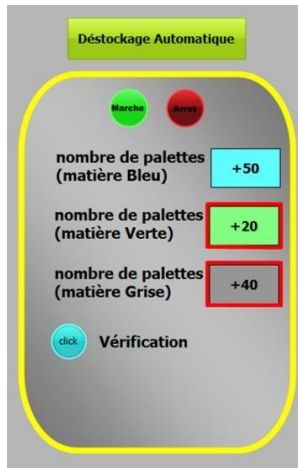 Déstockage Automatique
Marche Arret
nombre de palettes
(matière Bleu)
+50
nombre de palettes
(matière Verte)
+20
nombre de palettes
(matière Grise)
+40
click Vérification